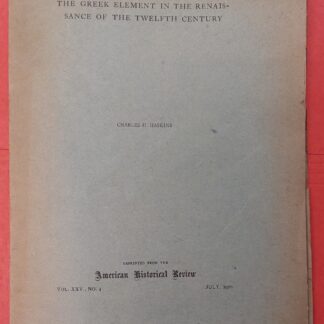 THE GREEK ELEMENT IN THE RENAIS-
SANCE OF THE TWELFTH CENTURY
CHARLES H. HASKINS
REPRINTED FROM THE
American Historical Review
VOL. XXV., NO. 4 JULY, 1920